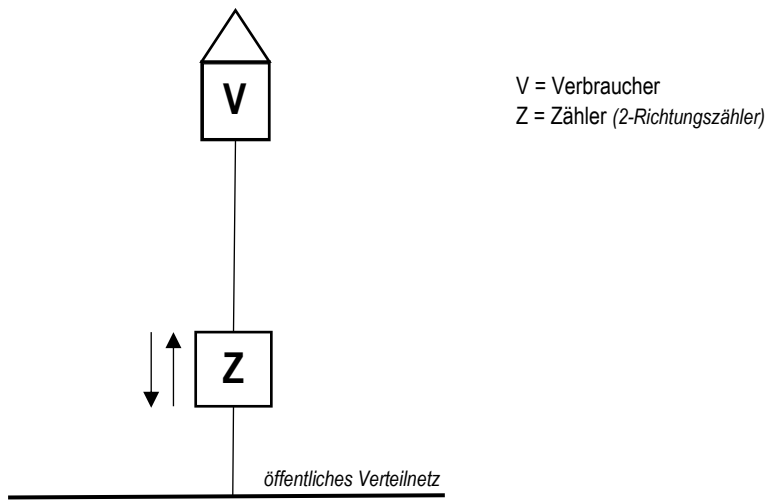 V
V = Verbraucher
Z = Zähler (2-Richtungszähler)
Z
öffentliches Verteilnetz